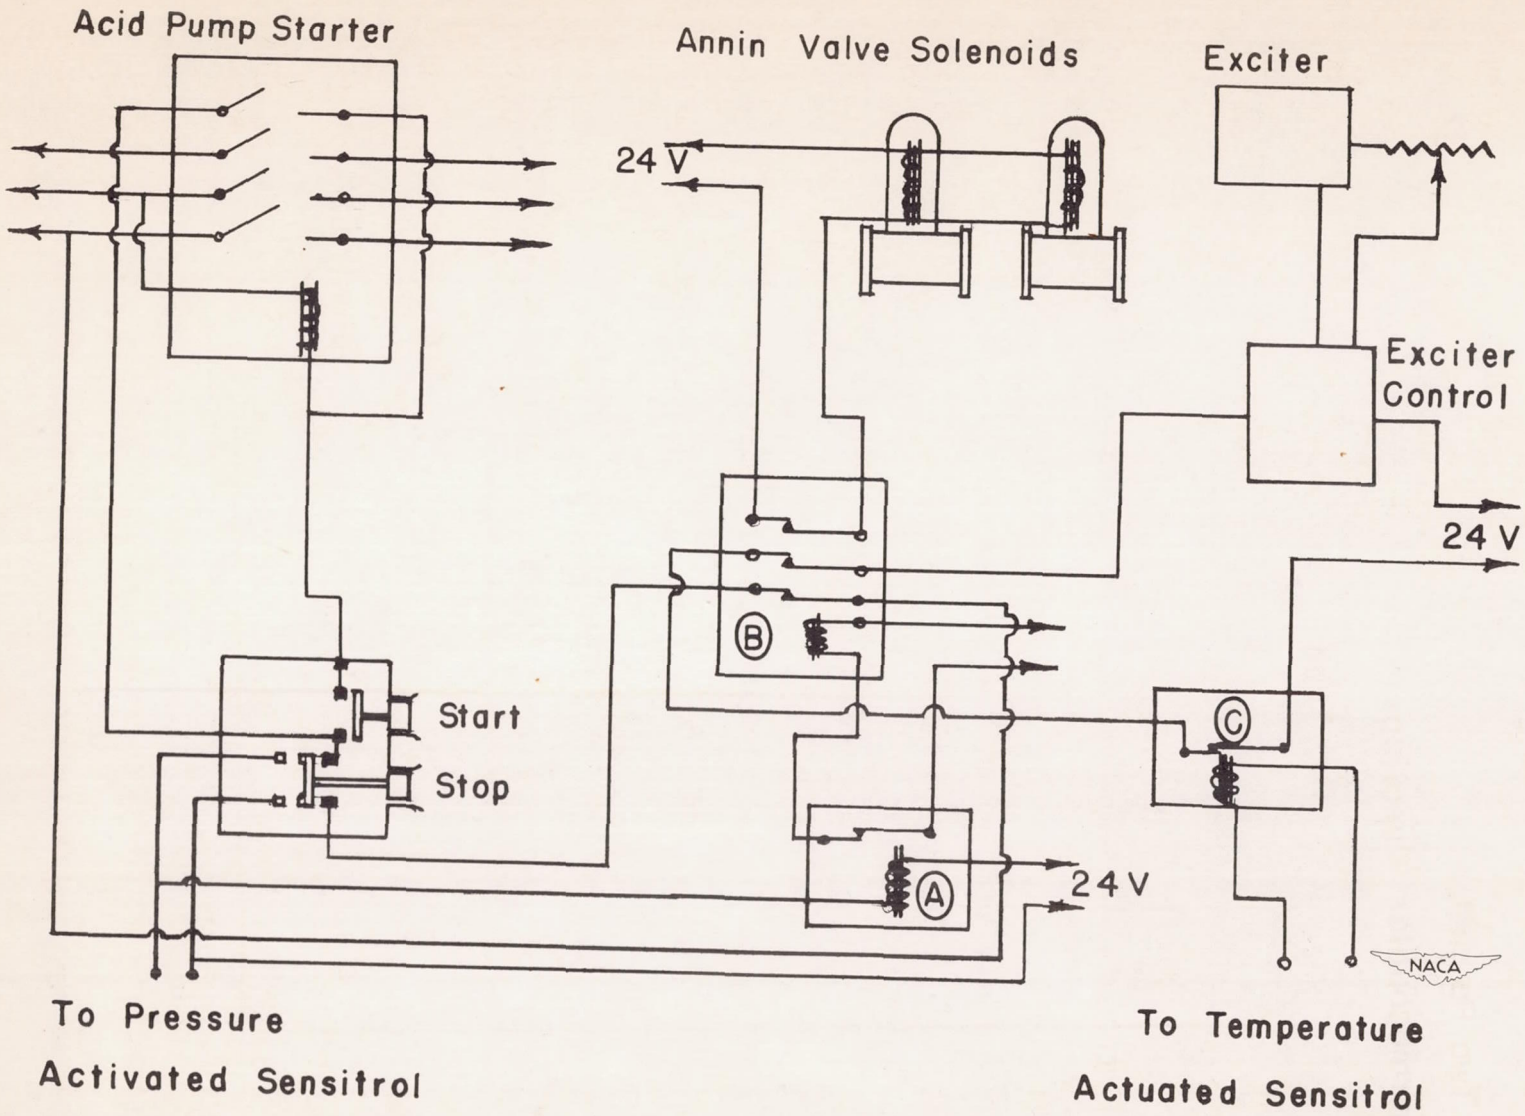 Acid Pump Starter
Annin Valve Solenoids
Exciter
24 V
Exciter
Control
24 V
B
Start
C
Stop
24 V
A
NACA
To Pressure
Activated Sensitrol
To Temperature
Actuated Sensitrol